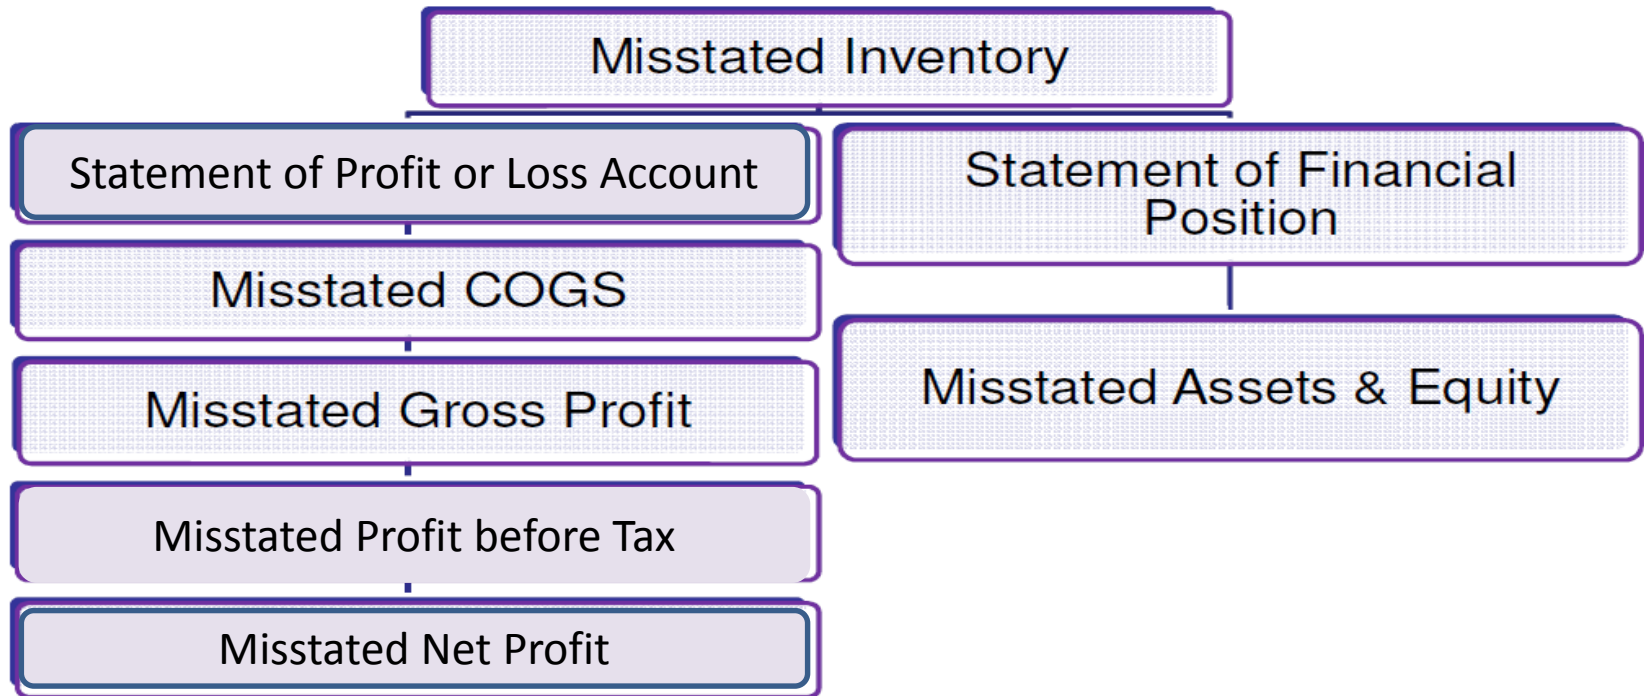 Misstated Inventory
Statement of Profit or Loss Account
Misstated COGS
Misstated Gross Profit
Misstated Profit before Tax
Misstated Net Profit
Statement of Financial
Position
Misstated Assets & Equity